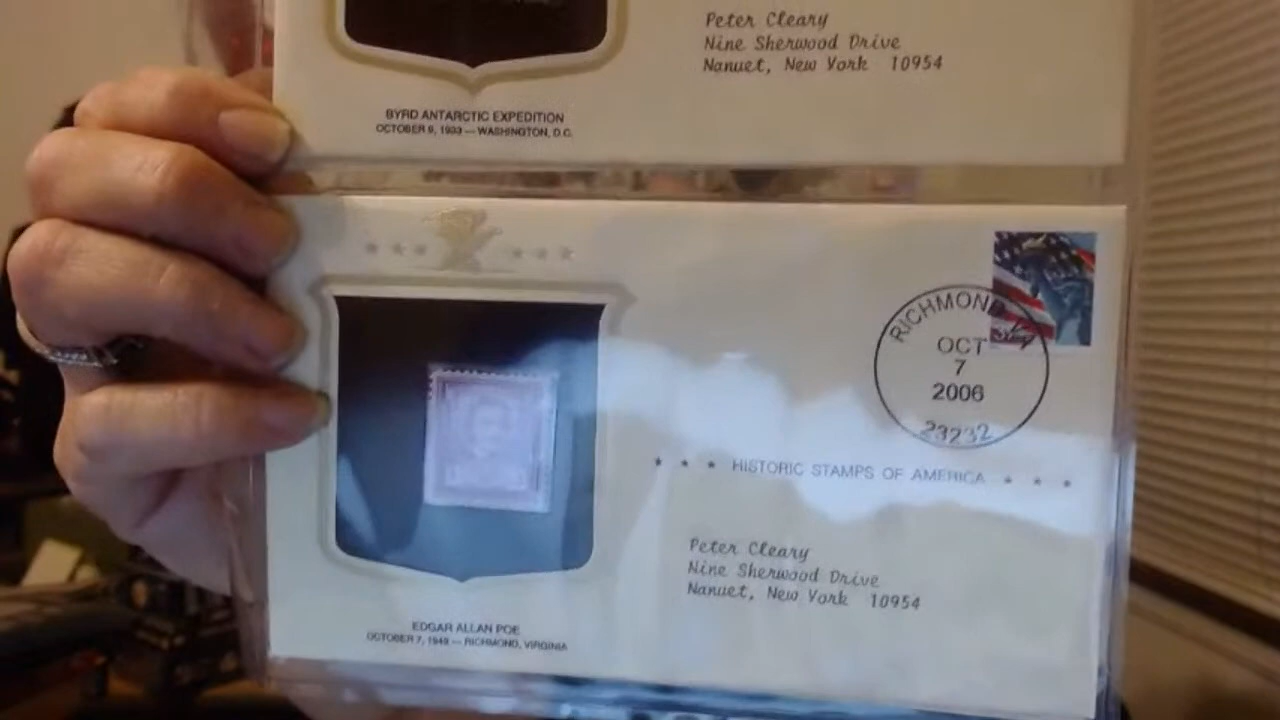 Peter Cleary
Nine Sherwood Drive
Nanuet, New York 10954
BYRD ANTARCTIC EXPEDITION
OCTOBER 9, 1933 — WASHINGTON, D.C.
RICHMOND
OCT
7
2006
23232
★ ★ ★ HISTORIC STAMPS OF AMERICA ★ ★ ★
Peter Cleary
Nine Sherwood Drive
Nanuet, New York 10954
EDGAR ALLAN POE
OCTOBER 7, 1949 — RICHMOND, VIRGINIA